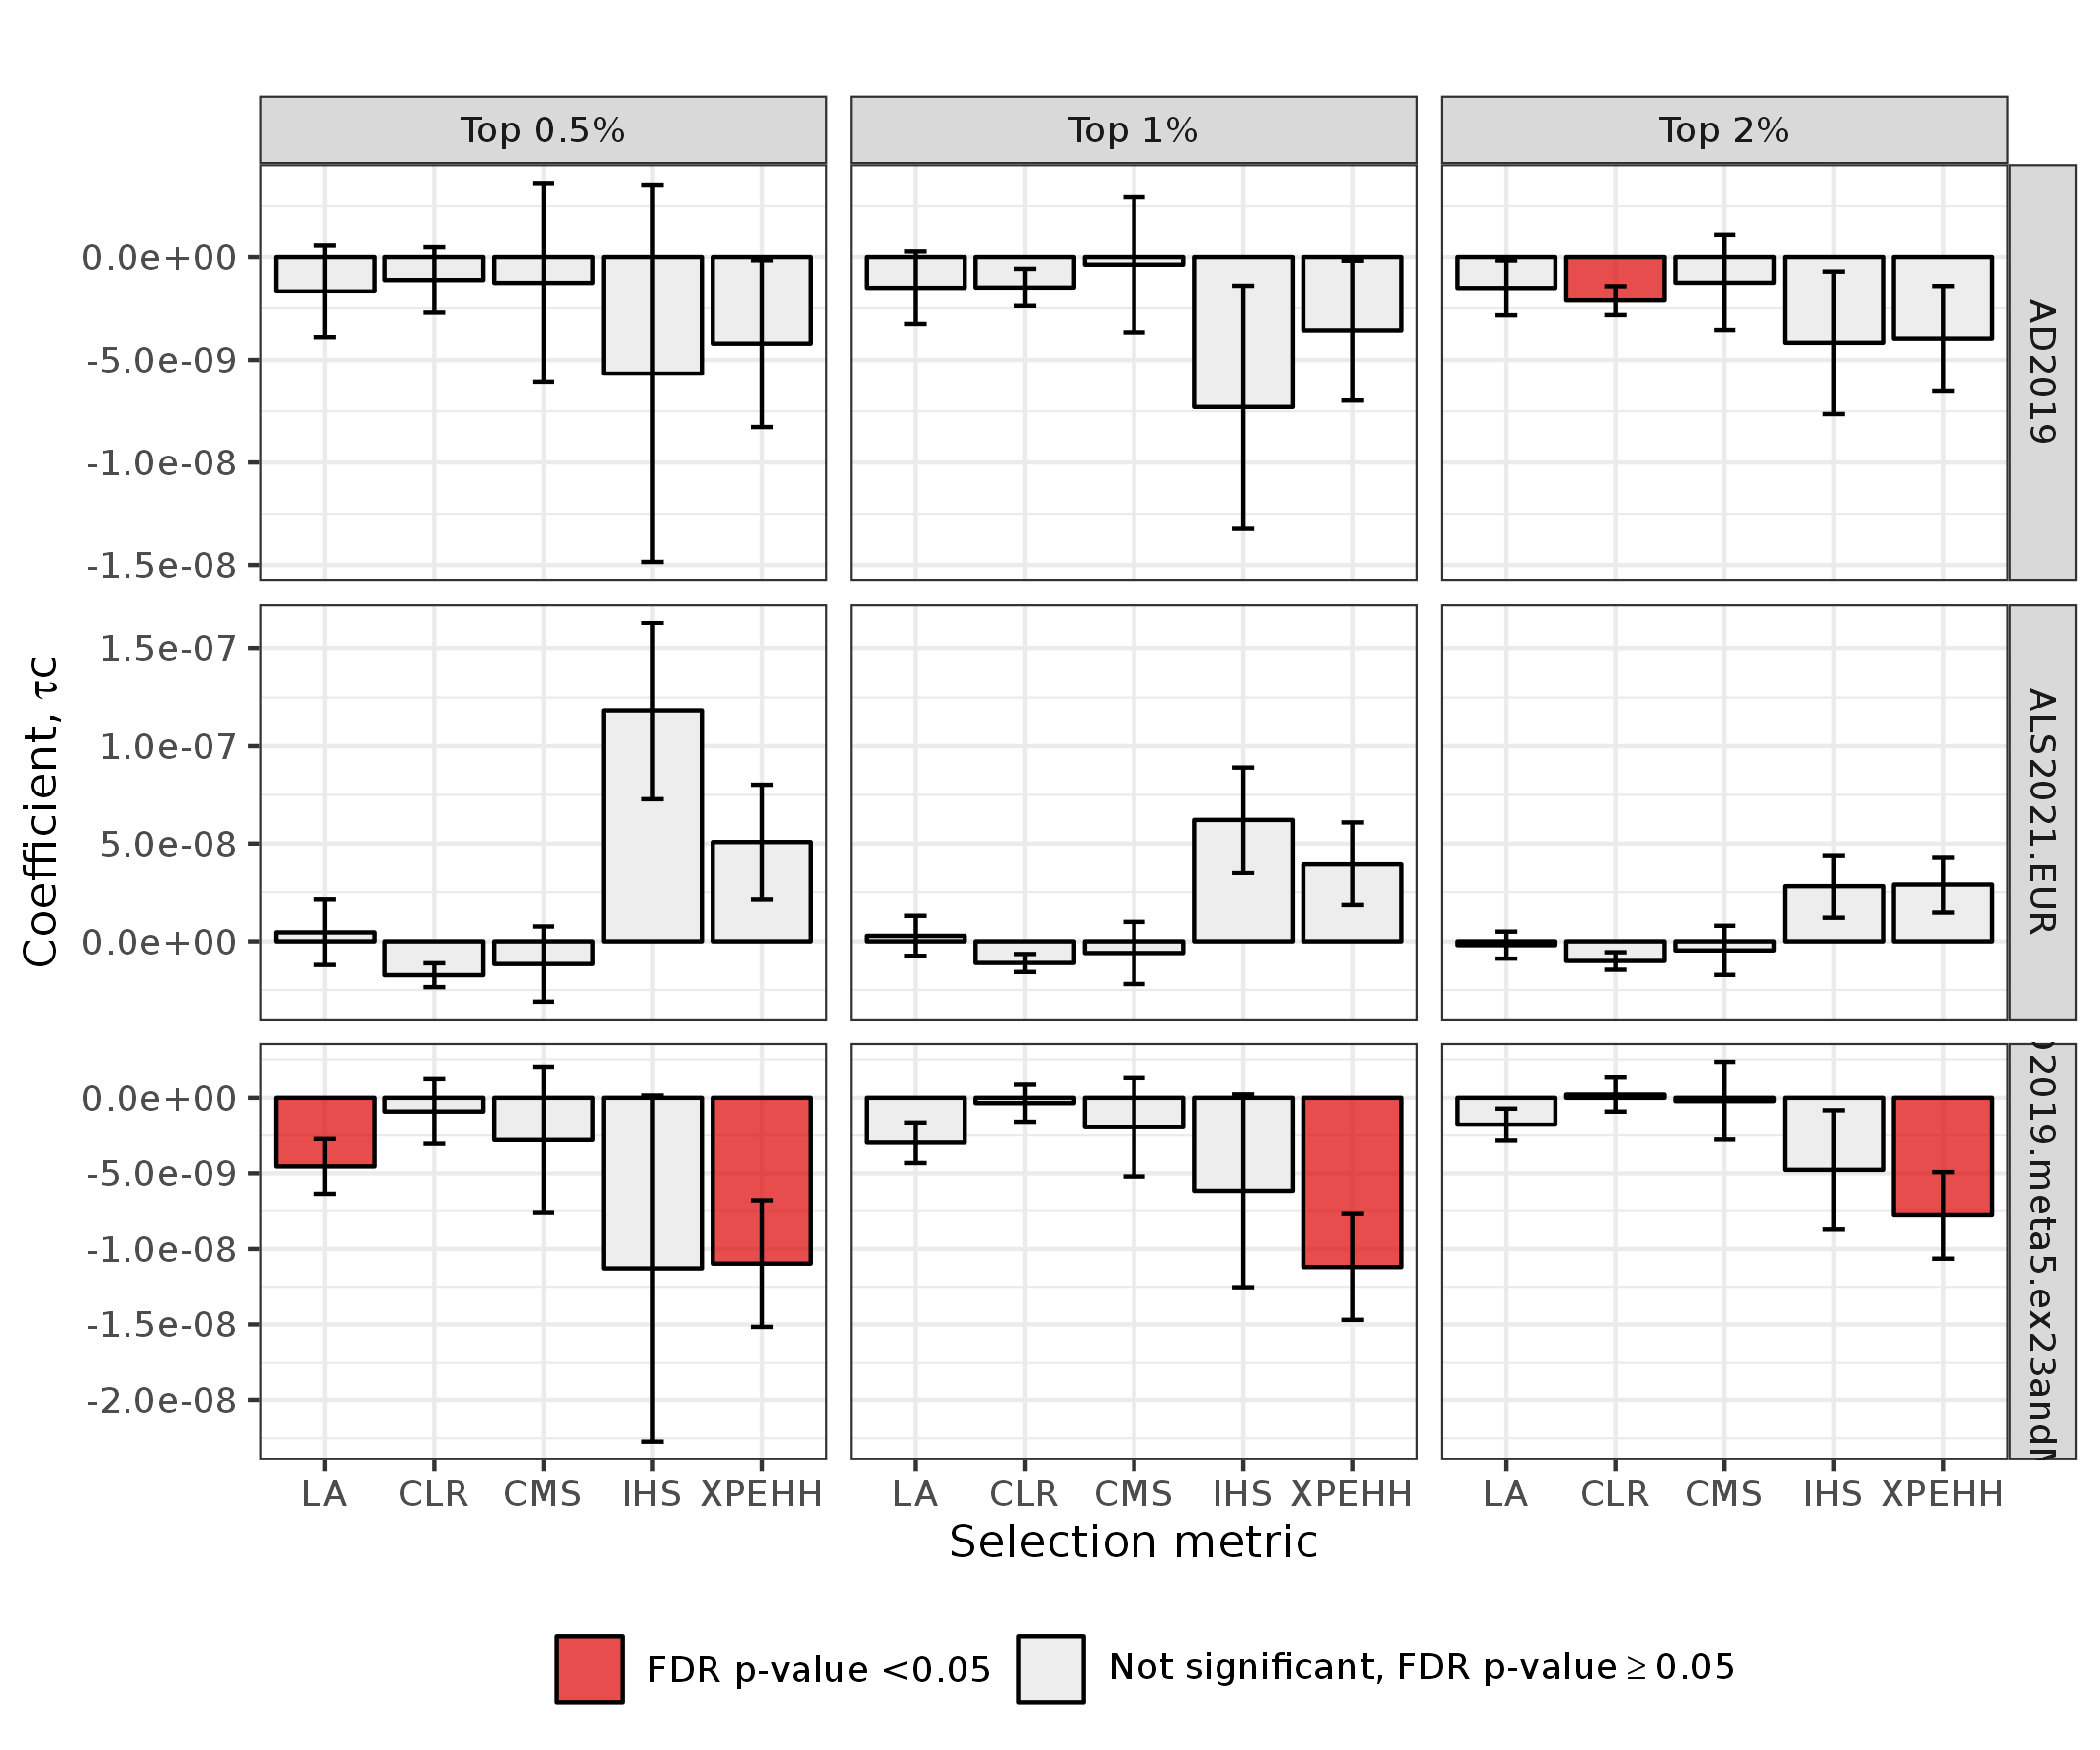 Top 0.5% Top 1% Top 2%
0.0e+00
-5.0e-09
-1.0e-08
-1.5e-08
AD2019
1.5e-07
1.0e-07
5.0e-08
0.0e+00
ALS2021.EUR
0.0e+00
-5.0e-09
-1.0e-08
-1.5e-08
-2.0e-08
2019.meta5.ex23and
Coefficient, τc
LA CLR CMS IHS XPEHH LA CLR CMS IHS XPEHH LA CLR CMS IHS XPEHH
Selection metric
FDR p-value <0.05 Not significant, FDR p-value ≥ 0.05